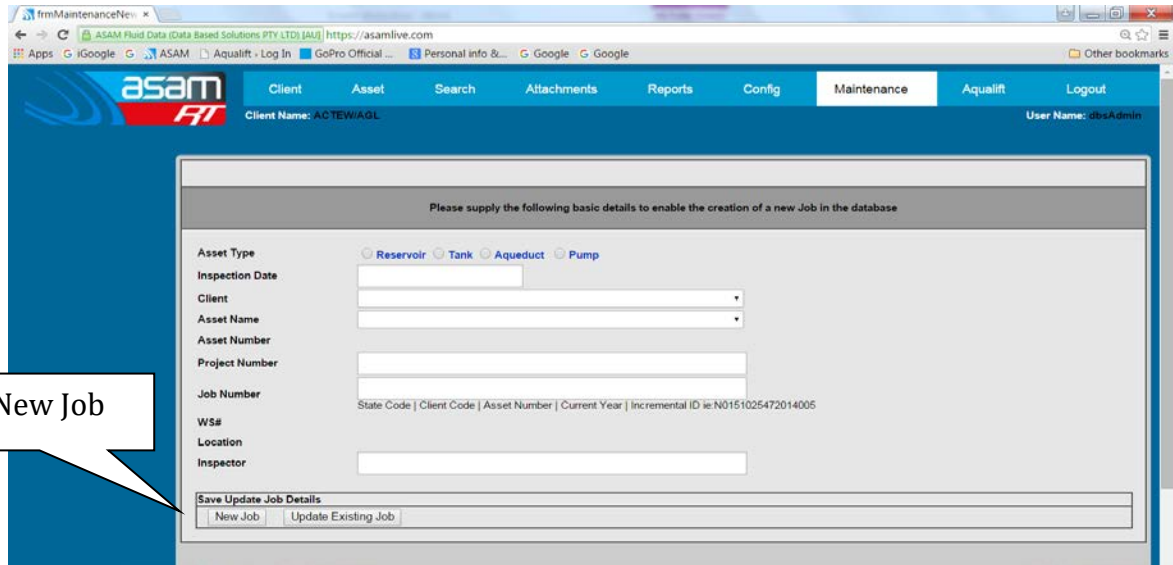 frmMaintenanceNew
ASAM Fluid Data (Data Based Solutions PTY LTD) [AU] https://asamlive.com
Apps iGoogle ASAM Aqualift - Log In GoPro Official ... Personal info &... Google Google Other bookmarks
asam Client Asset Search Attachments Reports Config Maintenance Aqualift Logout
RT Client Name: ACTEW/AGL User Name: dbsAdmin
Please supply the following basic details to enable the creation of a new Job in the database
Asset Type Reservoir Tank Aqueduct Pump
Inspection Date
Client
Asset Name
Asset Number
Project Number
Job Number
State Code | Client Code | Asset Number | Current Year | Incremental ID ie:N0151025472014005
New Job
WS#
Location
Inspector
Save Update Job Details
New Job Update Existing Job